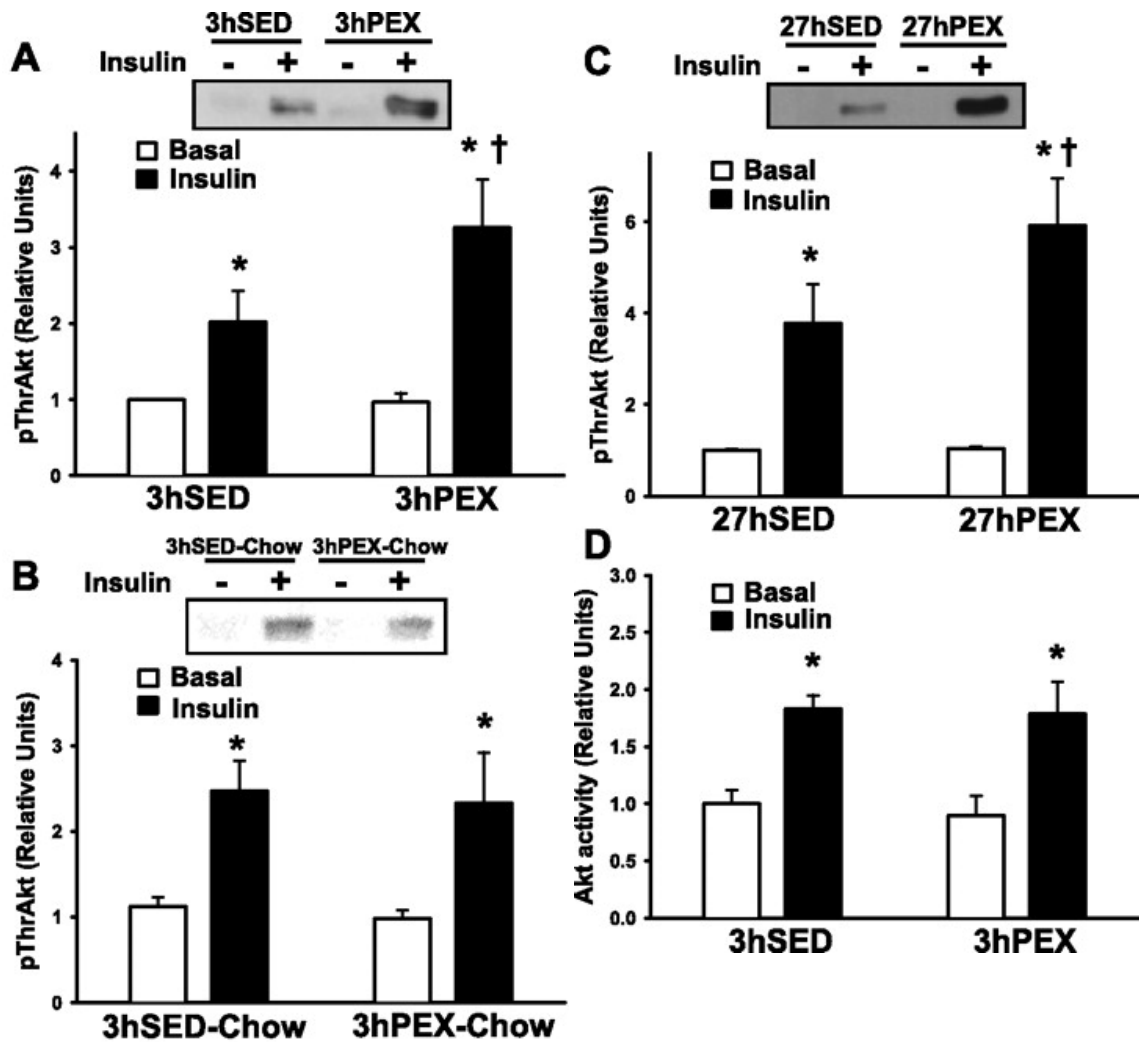 A
3hSED 3hPEX
Insulin - + - +
pThrAkt (Relative Units)
4
3
2
1
0
Basal
Insulin
*
* †
3hSED 3hPEX
B
3hSED-Chow 3hPEX-Chow
Insulin - + - +
pThrAkt (Relative Units)
4
3
2
1
0
Basal
Insulin
*
*
3hSED-Chow 3hPEX-Chow
C
27hSED 27hPEX
Insulin - + - +
pThrAkt (Relative Units)
6
4
2
0
Basal
Insulin
*
* †
27hSED 27hPEX
D
Akt activity (Relative Units)
3.0
2.5
2.0
1.5
1.0
0.5
0.0
Basal
Insulin
*
*
3hSED 3hPEX